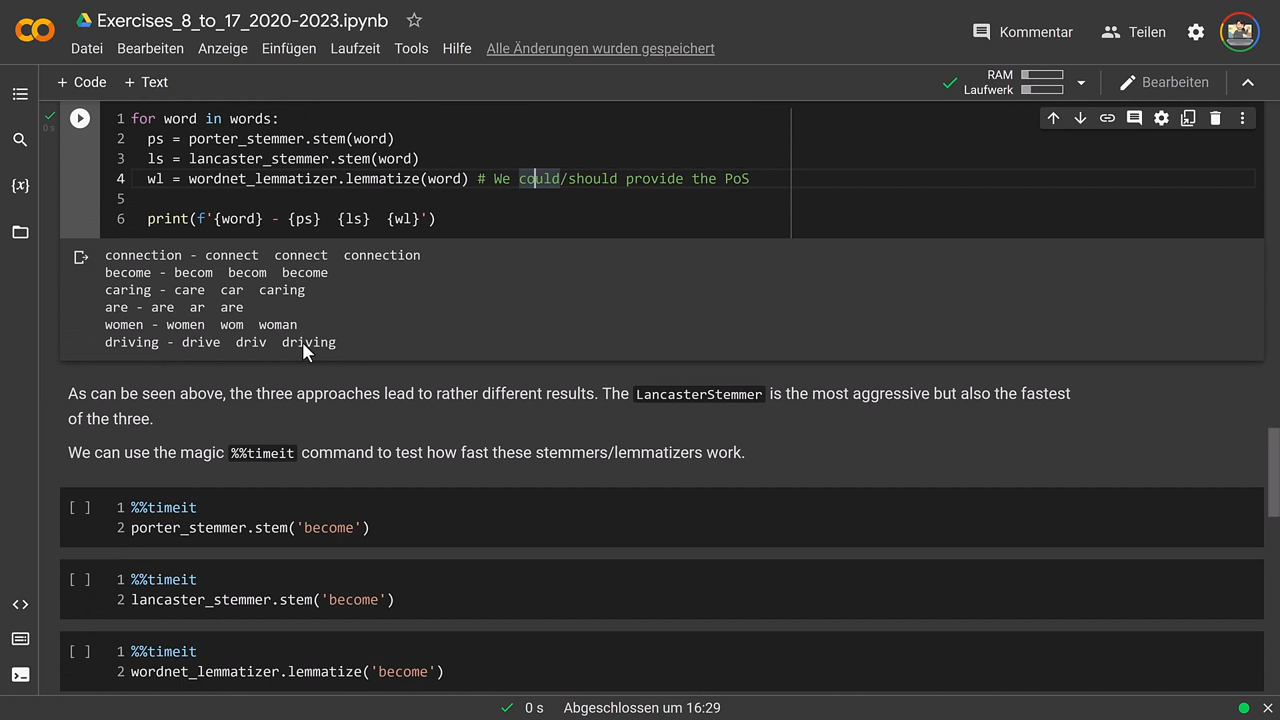 Exercises_8_to_17_2020-2023.ipynb
Datei Bearbeiten Anzeige Einfügen Laufzeit Tools Hilfe Alle Änderungen wurden gespeichert
Kommentar Teilen
+ Code + Text
RAM
Laufwerk
Bearbeiten
0s
1 for word in words:
2 ps = porter_stemmer.stem(word)
3 ls = lancaster_stemmer.stem(word)
4 wl = wordnet_lemmatizer.lemmatize(word) # We could/should provide the PoS
5
6 print(f'{word} - {ps} {ls} {wl}')
connection - connect connect connection
become - becom becom become
caring - care car caring
are - are ar are
women - women wom woman
driving - drive driv driving
As can be seen above, the three approaches lead to rather different results. The LancasterStemmer is the most aggressive but also the fastest
of the three.
We can use the magic %%timeit command to test how fast these stemmers/lemmatizers work.
[ ] 1 %%timeit
2 porter_stemmer.stem('become')
[ ] 1 %%timeit
2 lancaster_stemmer.stem('become')
[ ] 1 %%timeit
2 wordnet_lemmatizer.lemmatize('become')
0 s Abgeschlossen um 16:29